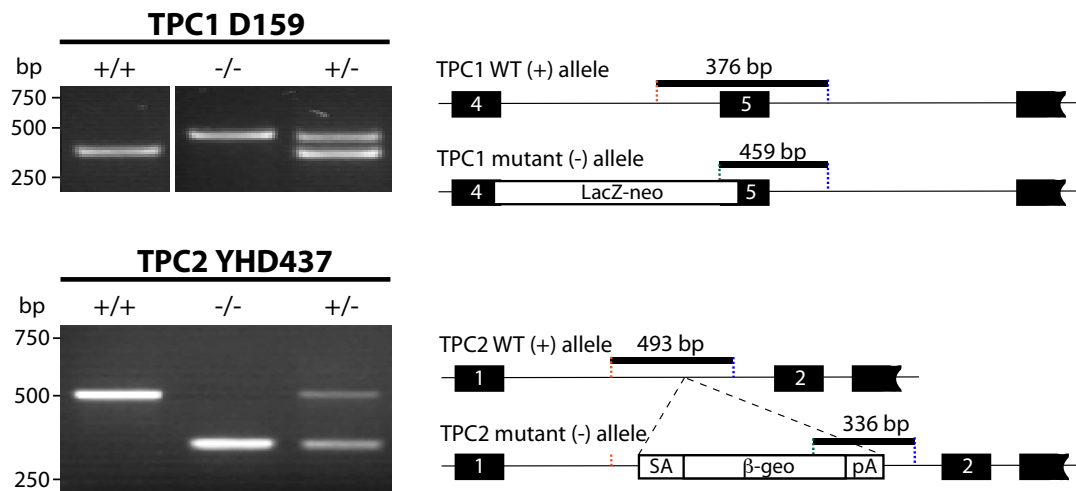 TPC1 D159
bp +/+ -/- +/-
750
500
250
TPC1 WT (+) allele
376 bp
4 5
TPC1 mutant (-) allele
459 bp
4 LacZ-neo 5
TPC2 YHD437
bp +/+ -/- +/-
750
500
250
TPC2 WT (+) allele
493 bp
1 2
TPC2 mutant (-) allele
336 bp
1 SA β-geo pA 2